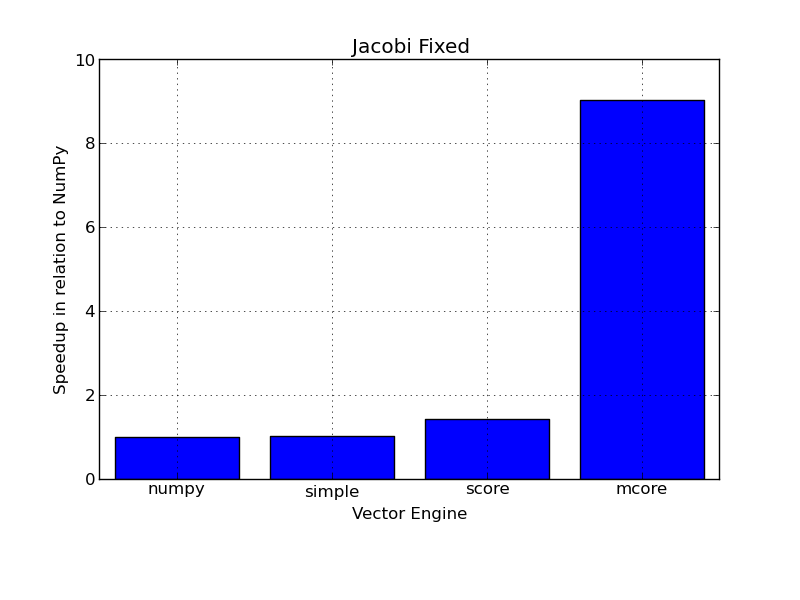 Jacobi Fixed
10
8
6
4
2
0
Speedup in relation to NumPy
numpy
simple
score
mcore
Vector Engine